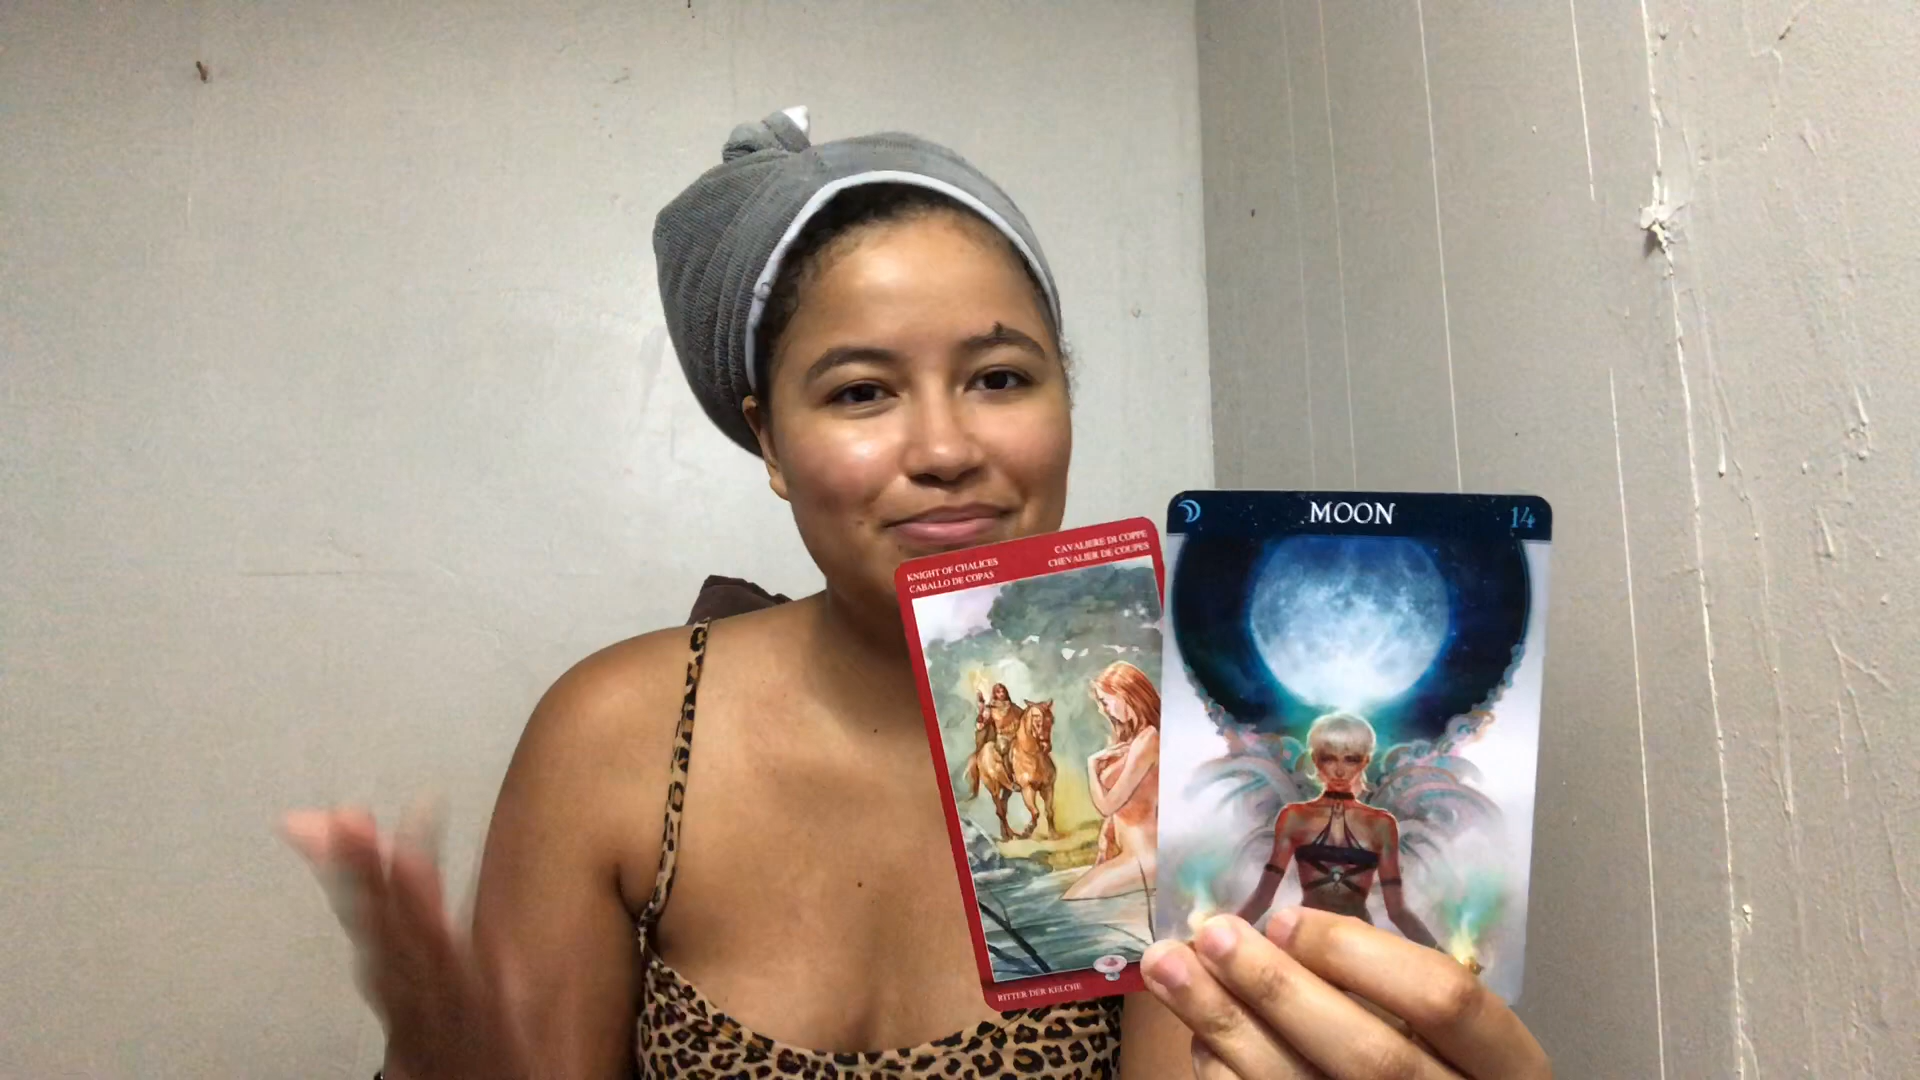 KNIGHT OF CHALICES
CABALLO DE COPAS
CAVALIERE DI COPPE
CHEVALIER DE COUPES
RITTER DER KELCHE
MOON
14